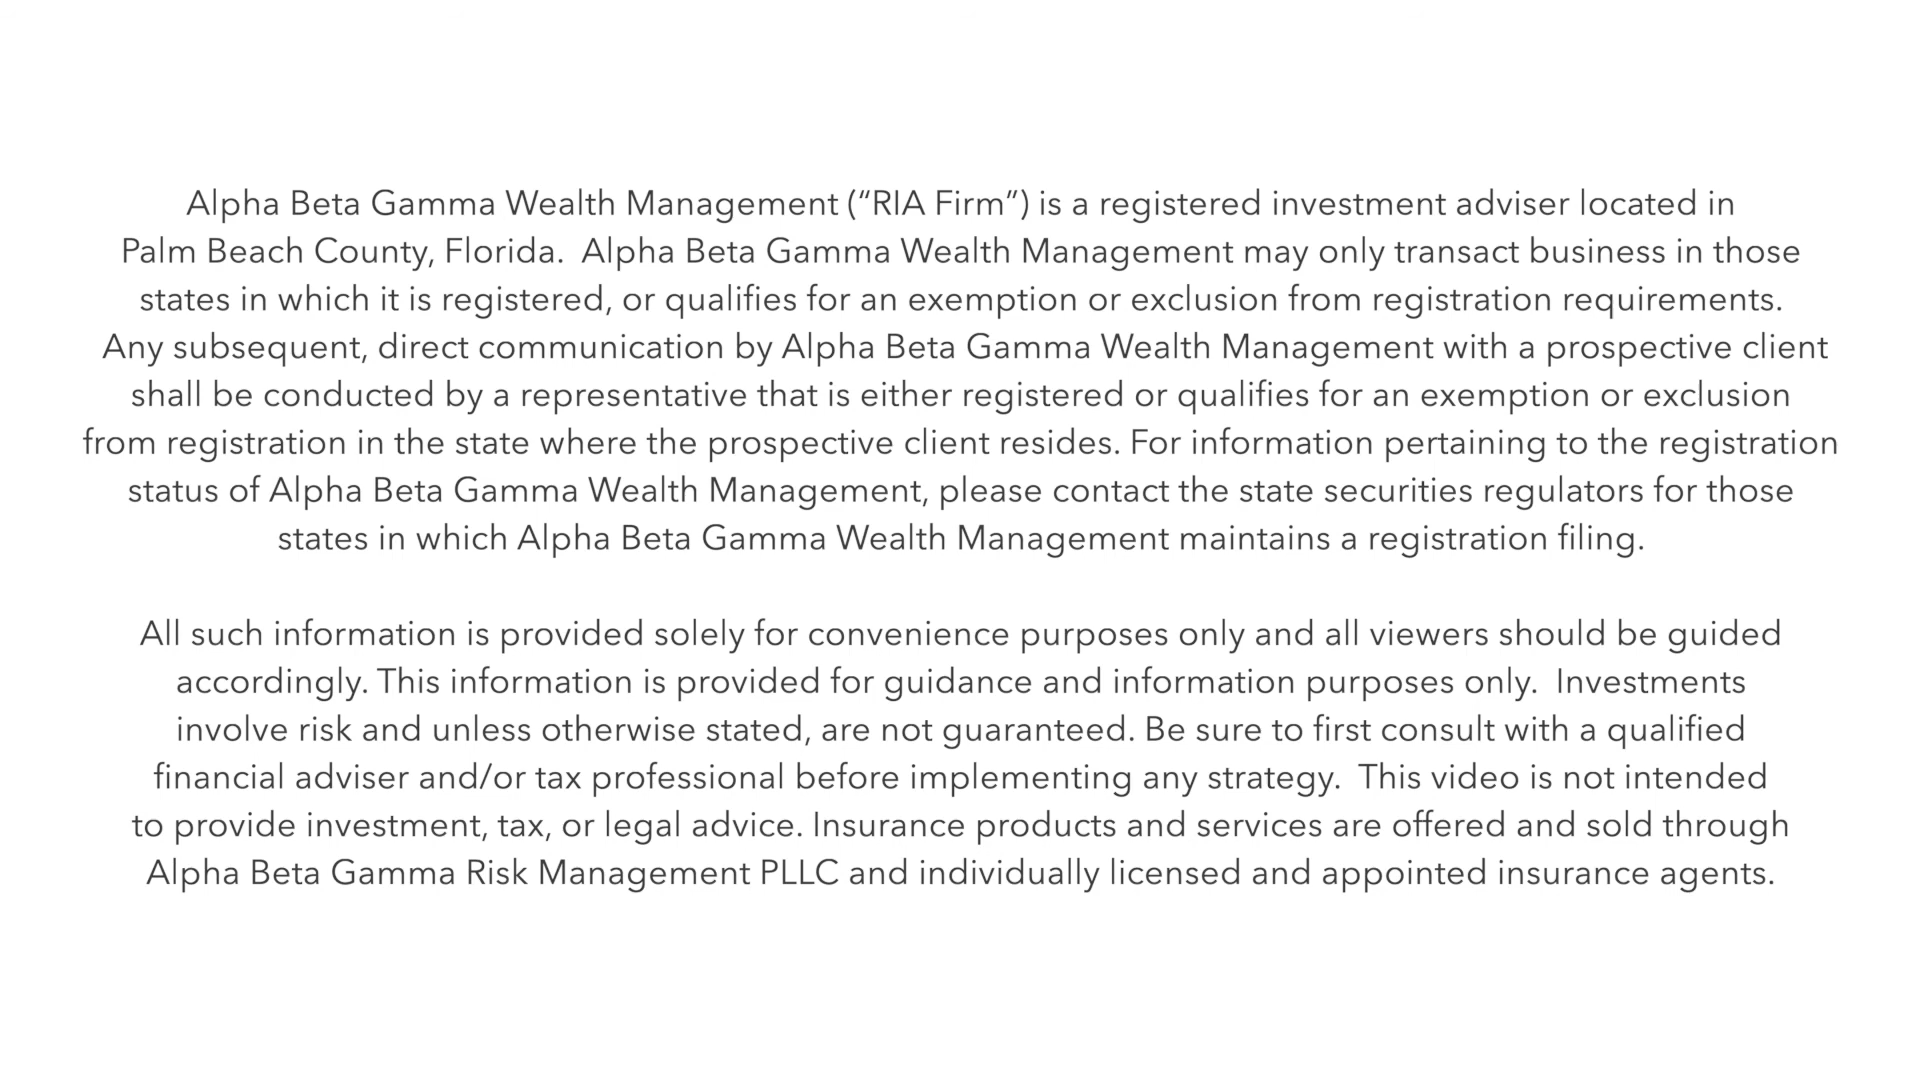 Alpha Beta Gamma Wealth Management (“RIA Firm”) is a registered investment adviser located in
Palm Beach County, Florida.  Alpha Beta Gamma Wealth Management may only transact business in those
states in which it is registered, or qualifies for an exemption or exclusion from registration requirements.
Any subsequent, direct communication by Alpha Beta Gamma Wealth Management with a prospective client
shall be conducted by a representative that is either registered or qualifies for an exemption or exclusion
from registration in the state where the prospective client resides. For information pertaining to the registration
status of Alpha Beta Gamma Wealth Management, please contact the state securities regulators for those
states in which Alpha Beta Gamma Wealth Management maintains a registration filing.
All such information is provided solely for convenience purposes only and all viewers should be guided
accordingly. This information is provided for guidance and information purposes only.  Investments
involve risk and unless otherwise stated, are not guaranteed. Be sure to first consult with a qualified
financial adviser and/or tax professional before implementing any strategy.  This video is not intended
to provide investment, tax, or legal advice. Insurance products and services are offered and sold through
Alpha Beta Gamma Risk Management PLLC and individually licensed and appointed insurance agents.